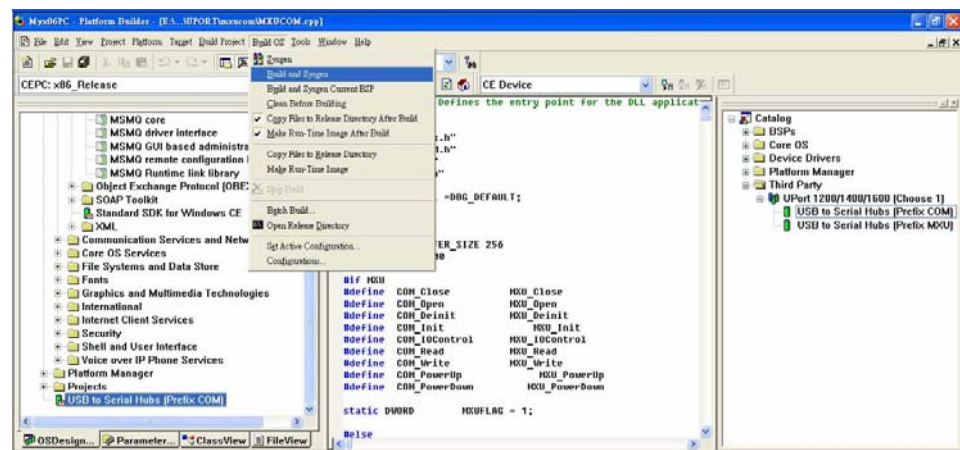 Myx86PC - Platform Builder - [E:\...\UPORT\mxucom\MXUCOM.cpp]
File Edit View Project Platform Target Build Project Build OS Tools Window Help
CEPC: x86_Release
CE Device
Sysgen
Build and Sysgen
Build and Sysgen Current BSP
Clean Before Building
Copy Files to Release Directory After Build
Make Run-Time Image After Build
Copy Files to Release Directory
Make Run-Time Image
Stop Build
Batch Build...
Open Release Directory
Set Active Configuration...
Configurations...
MSMQ core
MSMQ driver interface
MSMQ GUI based administra
MSMQ remote configuration
MSMQ Runtime link library
Object Exchange Protocol (OBE
SOAP Toolkit
Standard SDK for Windows CE
XML
Communication Services and Netw
Core OS Services
File Systems and Data Store
Fonts
Graphics and Multimedia Technologies
International
Internet Client Services
Security
Shell and User Interface
Voice over IP Phone Services
Platform Manager
Projects
USB to Serial Hubs (Prefix COM)
OSDesign... Parameter... ClassView FileView
Defines the entry point for the DLL applicat
.h"
.h"
"
=DBG_DEFAULT;
ER_SIZE 256
00
#if MXU
#define COM_Close MXU_Close
#define COM_Open MXU_Open
#define COM_Deinit MXU_Deinit
#define COM_Init MXU_Init
#define COM_IOControl MXU_IOControl
#define COM_Read MXU_Read
#define COM_Write MXU_Write
#define COM_PowerUp MXU_PowerUp
#define COM_PowerDown MXU_PowerDown
static DWORD MXUFLAG = 1;
#else
Catalog
BSPs
Core OS
Device Drivers
Platform Manager
Third Party
UPort 1200/1400/1600 [Choose 1]
USB to Serial Hubs (Prefix COM)
USB to Serial Hubs (Prefix MXU)